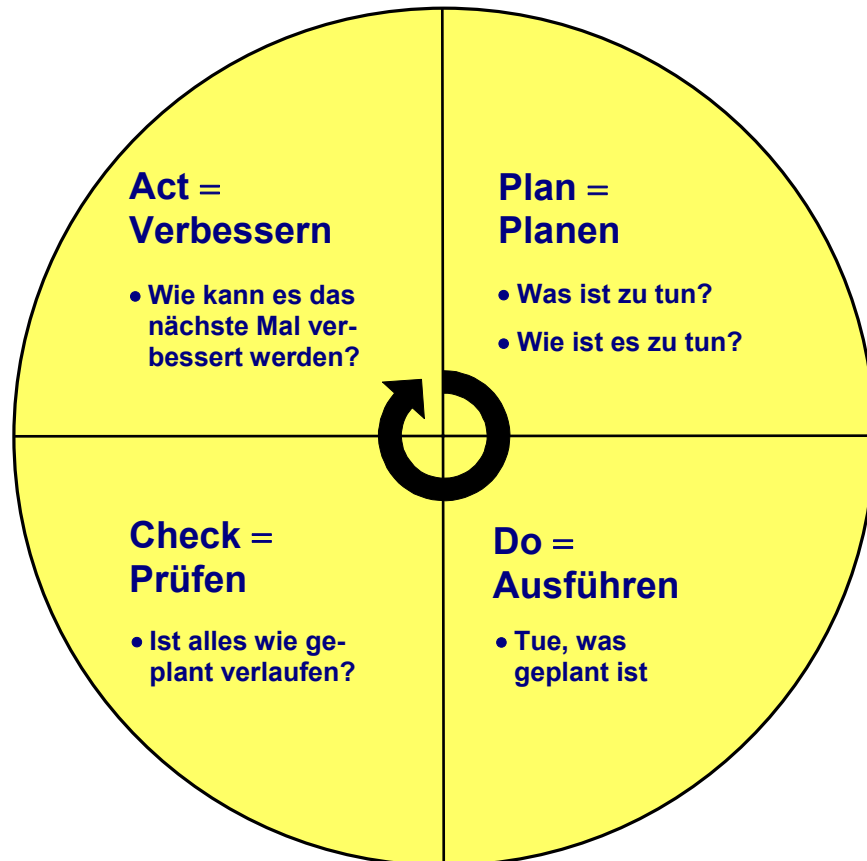 Act =
Verbessern
• Wie kann es das
nächste Mal ver-
bessert werden?
Plan =
Planen
• Was ist zu tun?
• Wie ist es zu tun?
Check =
Prüfen
• Ist alles wie ge-
plant verlaufen?
Do =
Ausführen
• Tue, was
geplant ist